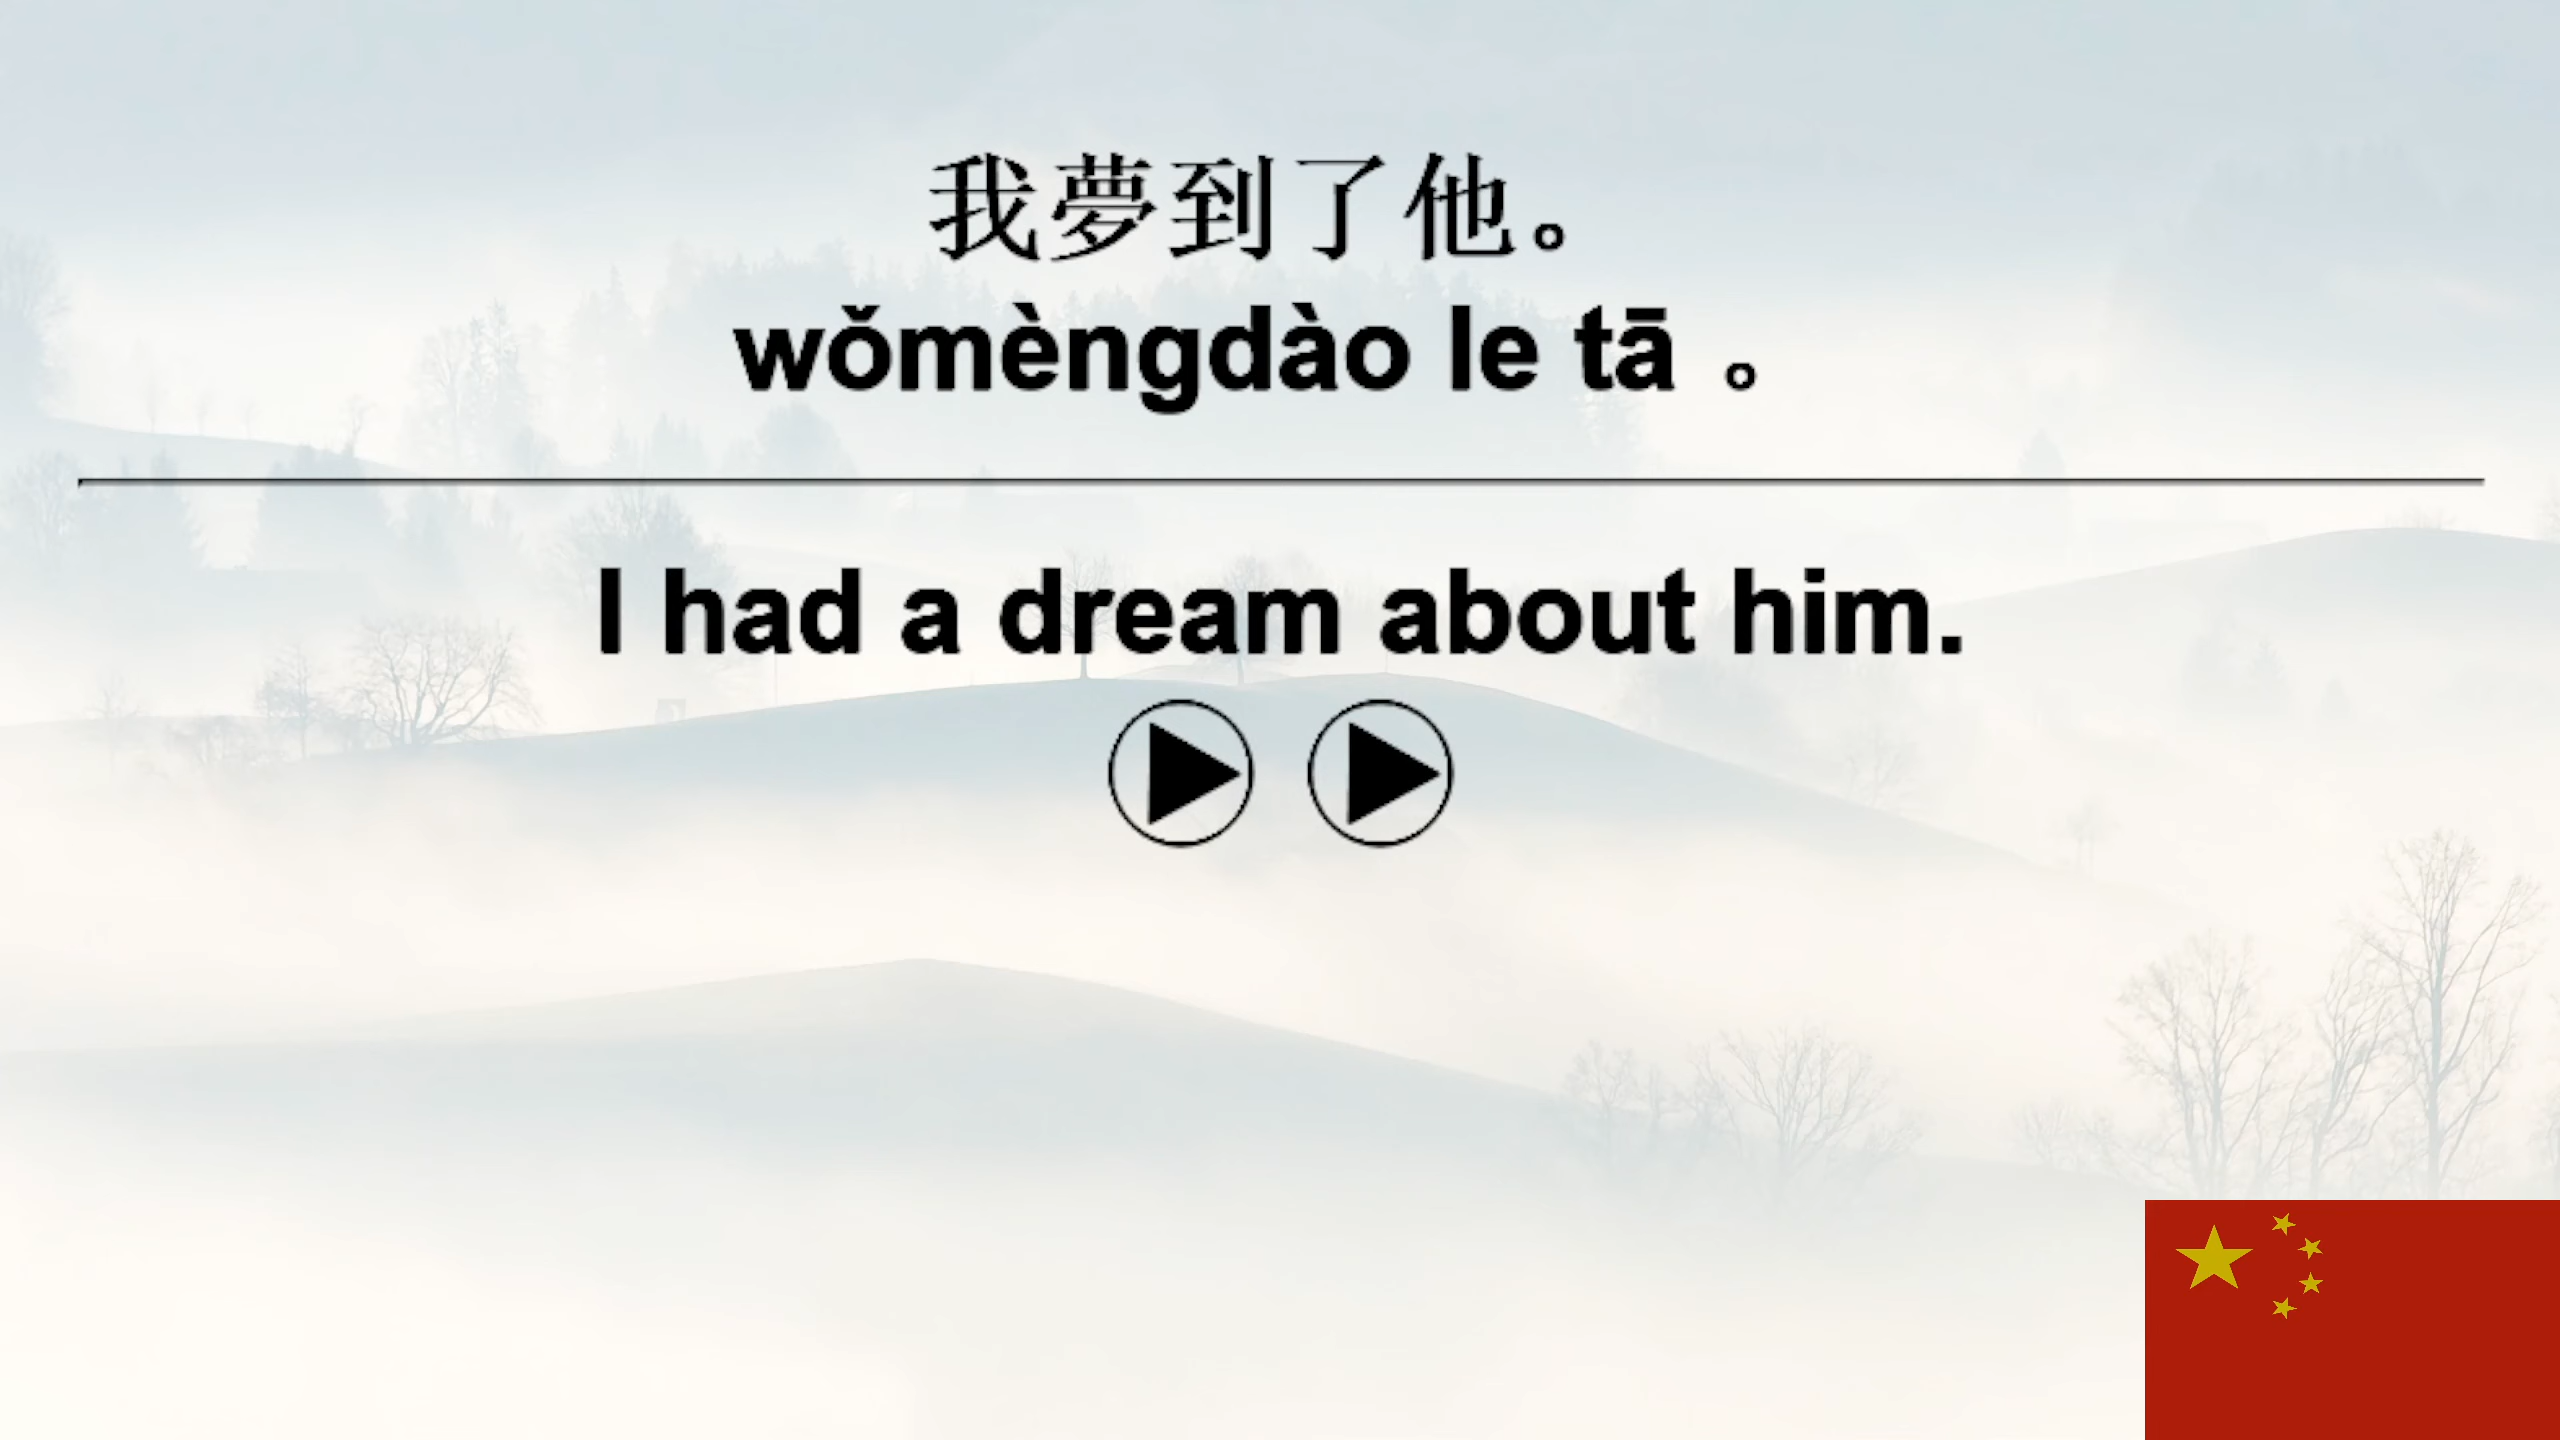 我夢到了他。
wǒmèngdào le tā 。
I had a dream about him.